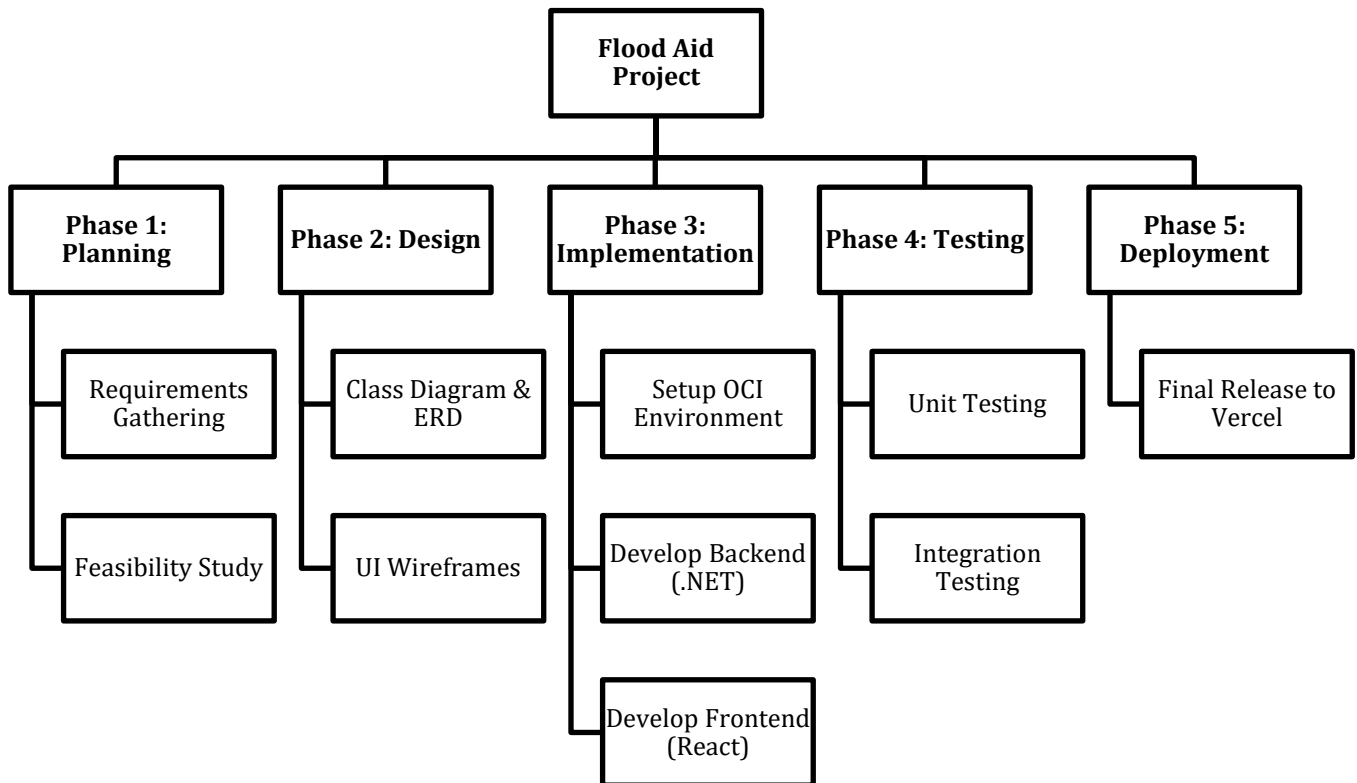 Flood Aid
Project
Phase 1:
Planning
Requirements
Gathering
Feasibility Study
Phase 2: Design
Class Diagram &
ERD
UI Wireframes
Phase 3:
Implementation
Setup OCI
Environment
Develop Backend
(.NET)
Develop Frontend
(React)
Phase 4: Testing
Unit Testing
Integration
Testing
Phase 5:
Deployment
Final Release to
Vercel